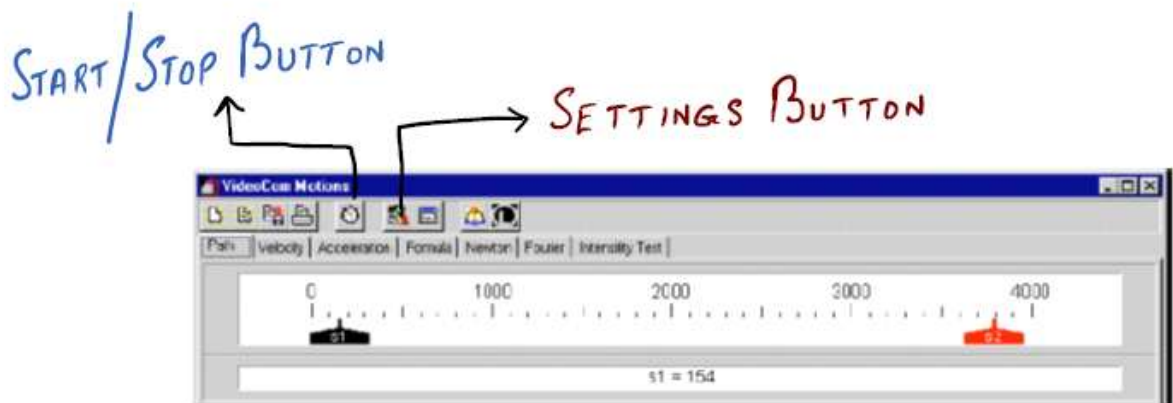 START/STOP BUTTON
SETTINGS BUTTON
VideoCom Motions
Path Velocity Acceleration Formula Newton Fourier Intensity Test
0 1000 2000 3000 4000
s1 s2
s1 = 154